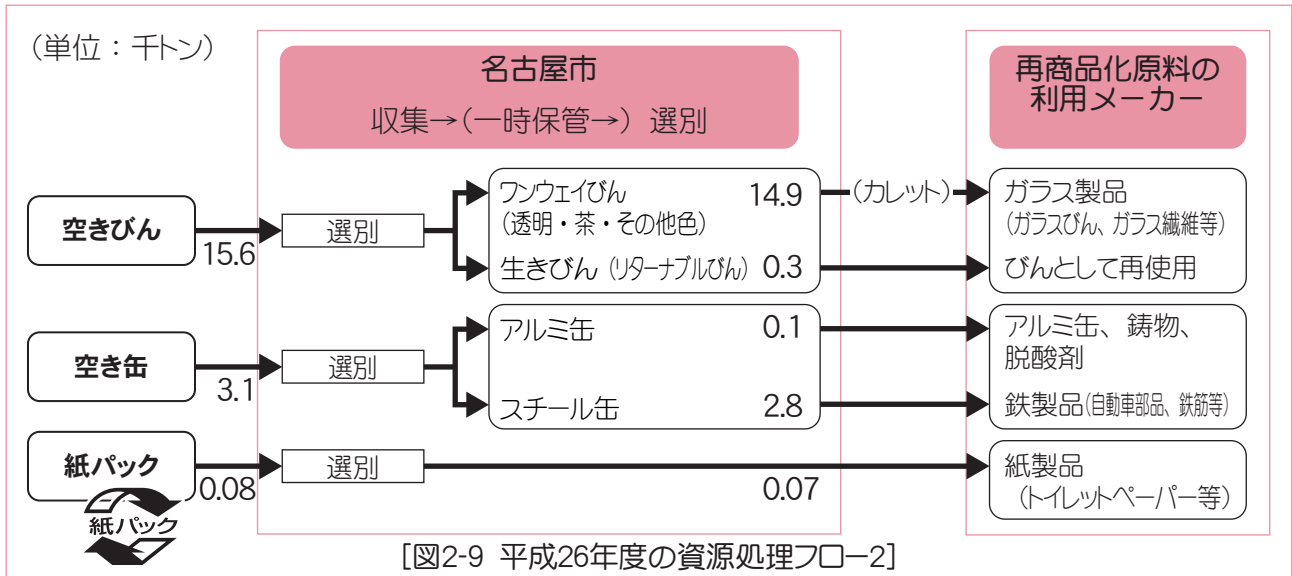 （単位：千トン）
名古屋市
収集→（一時保管→）選別
再商品化原料の
利用メーカー
空きびん
15.6
選別
ワンウェイびん 14.9
（透明・茶・その他色）
生きびん（リターナブルびん） 0.3
（カレット）
ガラス製品
（ガラスびん、ガラス繊維等）
びんとして再使用
空き缶
3.1
選別
アルミ缶 0.1
スチール缶 2.8
アルミ缶、鋳物、
脱酸剤
鉄製品（自動車部品、鉄筋等）
紙パック
0.08
紙パック
選別
0.07
紙製品
（トイレットペーパー等）
［図2-9 平成26年度の資源処理フロー2］